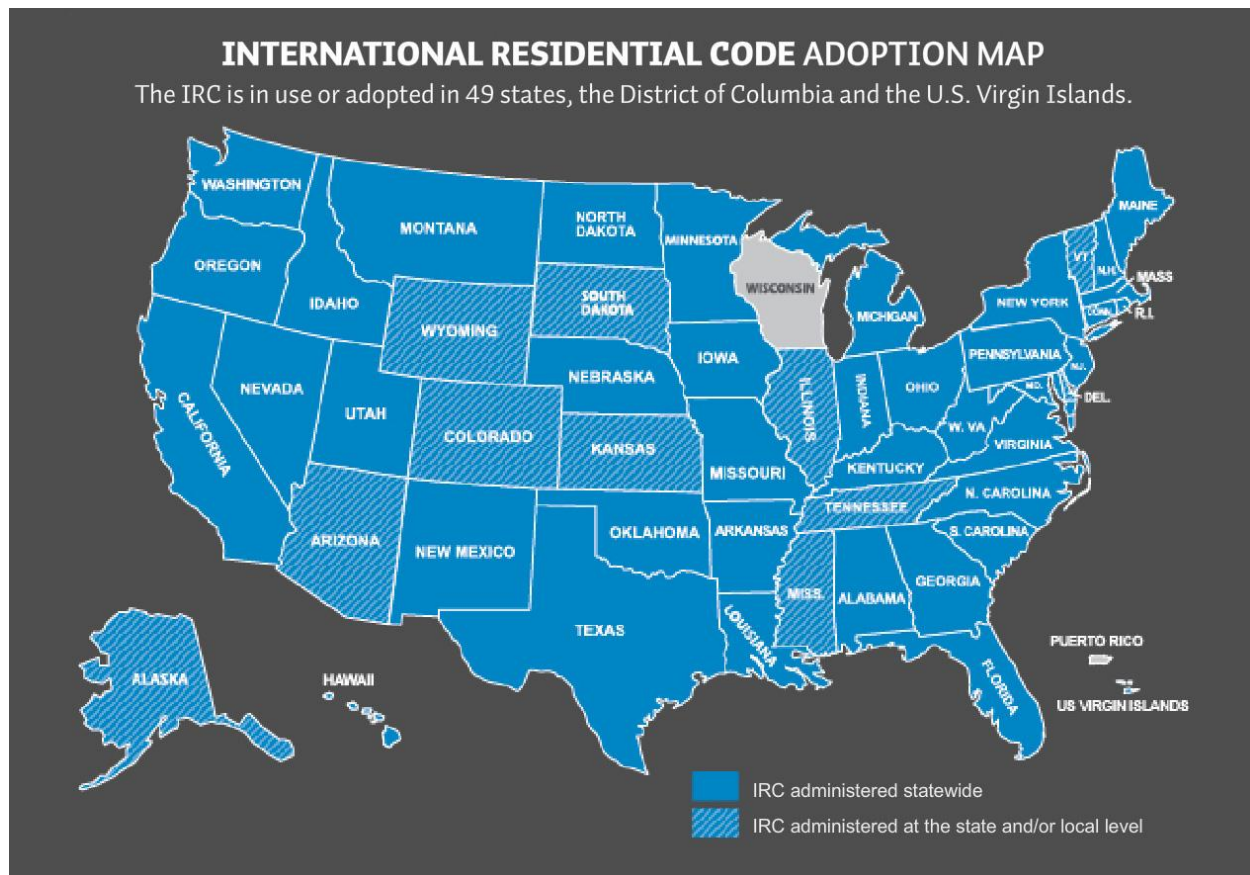 INTERNATIONAL RESIDENTIAL CODE ADOPTION MAP
The IRC is in use or adopted in 49 states, the District of Columbia and the U.S. Virgin Islands.
WASHINGTON
MONTANA
NORTH
DAKOTA
MINNESOTA
MAINE
OREGON
IDAHO
WYOMING
SOUTH
DAKOTA
WISCONSIN
MICHIGAN
VT
N.H.
MASS
NEW YORK
CONN.
R.I.
NEVADA
UTAH
CALIFORNIA
COLORADO
NEBRASKA
KANSAS
IOWA
ILLINOIS
INDIANA
OHIO
PENNSYLVANIA
N.J.
MD.
DEL.
W. VA
VIRGINIA
MISSOURI
KENTUCKY
N. CAROLINA
TENNESSEE
S. CAROLINA
ARIZONA
NEW MEXICO
OKLAHOMA
ARKANSAS
MISS.
ALABAMA
GEORGIA
TEXAS
LOUISIANA
FLORIDA
ALASKA
HAWAII
PUERTO RICO
US VIRGIN ISLANDS
IRC administered statewide
IRC administered at the state and/or local level